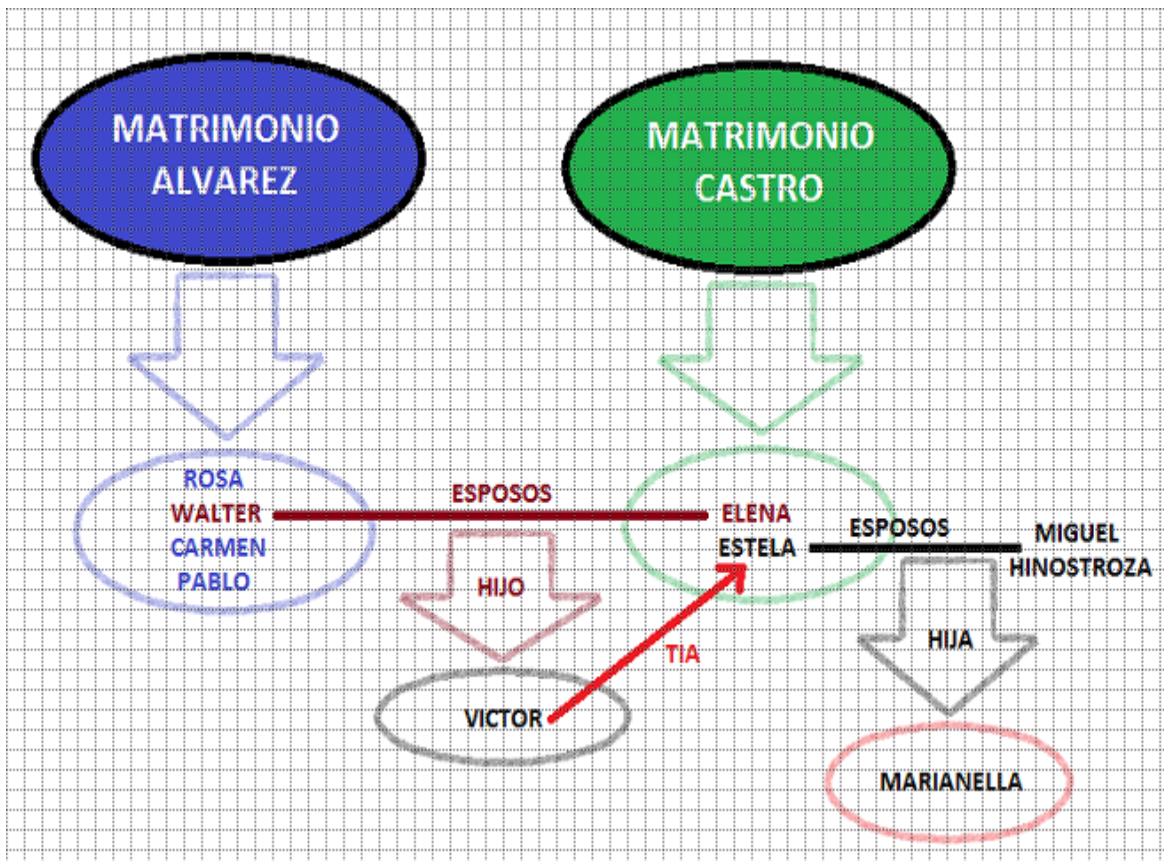 MATRIMONIO
ALVAREZ
MATRIMONIO
CASTRO
ROSA
WALTER
CARMEN
PABLO
ESPOSOS
ELENA
ESTELA
ESPOSOS
MIGUEL
HINOSTROZA
HIJO
TIA
HIJA
VICTOR
MARIANELLA